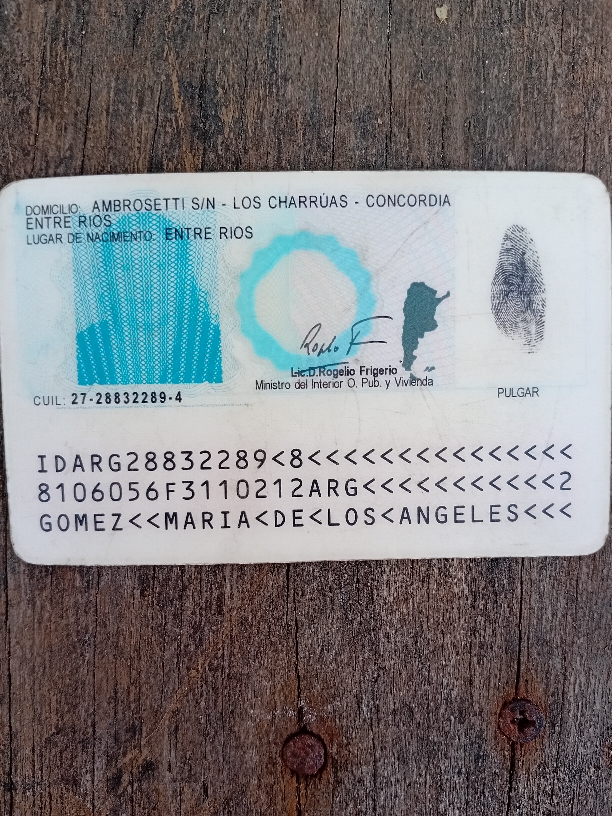 DOMICILIO: AMBROSETTI S/N - LOS CHARRÚAS - CONCORDIA
ENTRE RIOS
LUGAR DE NACIMIENTO: ENTRE RIOS
Lic.D.Rogelio Frigerio
Ministro del Interior O. Pub. y Vivienda
PULGAR
CUIL: 27-28832289-4
IDARG28832289<8<<<<<<<<<<<<<<<
8106056F3110212ARG<<<<<<<<<<<2
GOMEZ<<MARIA<DE<LOS<ANGELES<<<